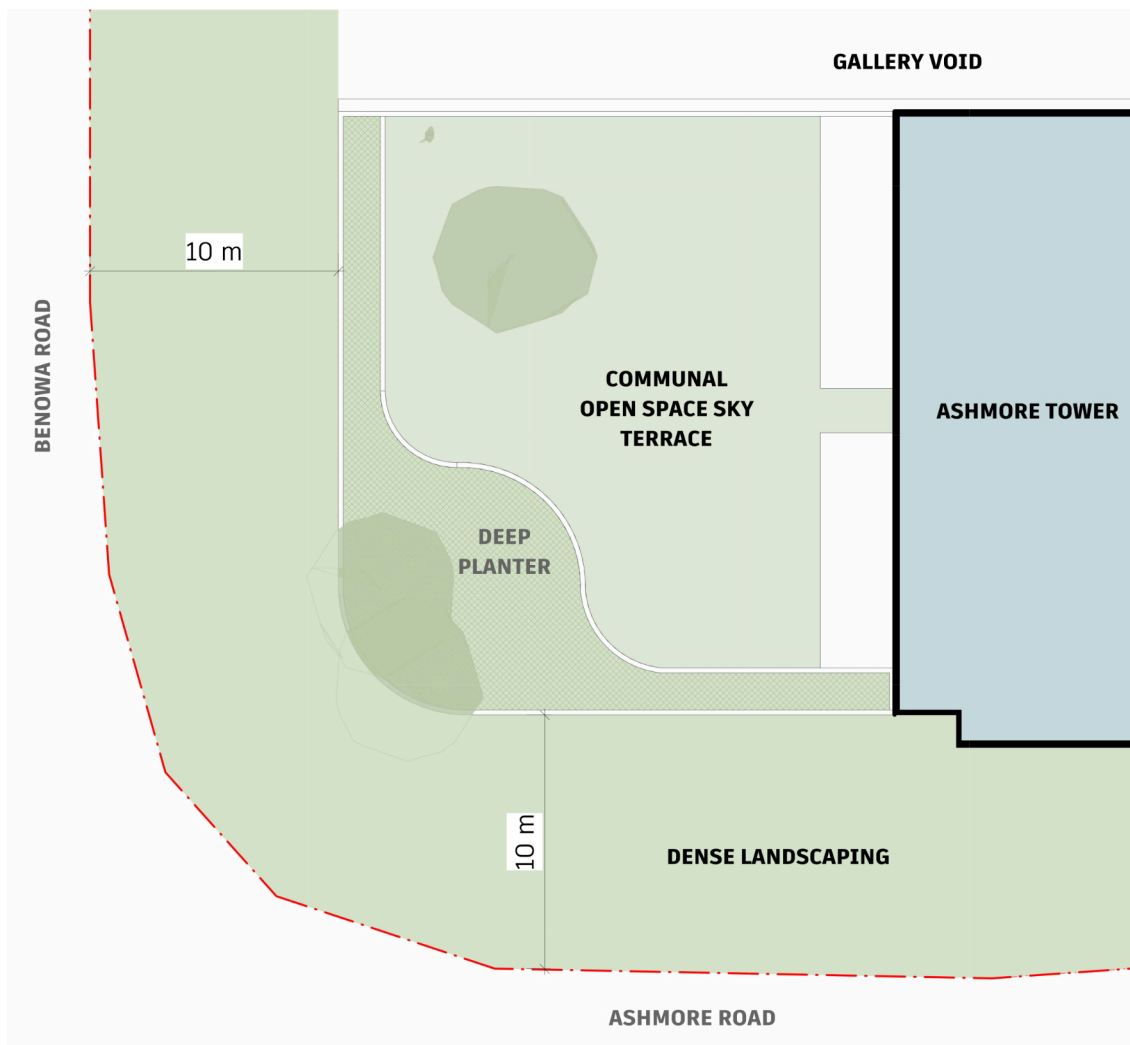 GALLERY VOID
10 m
BENOWA ROAD
COMMUNAL
OPEN SPACE SKY
TERRACE
ASHMORE TOWER
DEEP
PLANTER
10 m
DENSE LANDSCAPING
ASHMORE ROAD